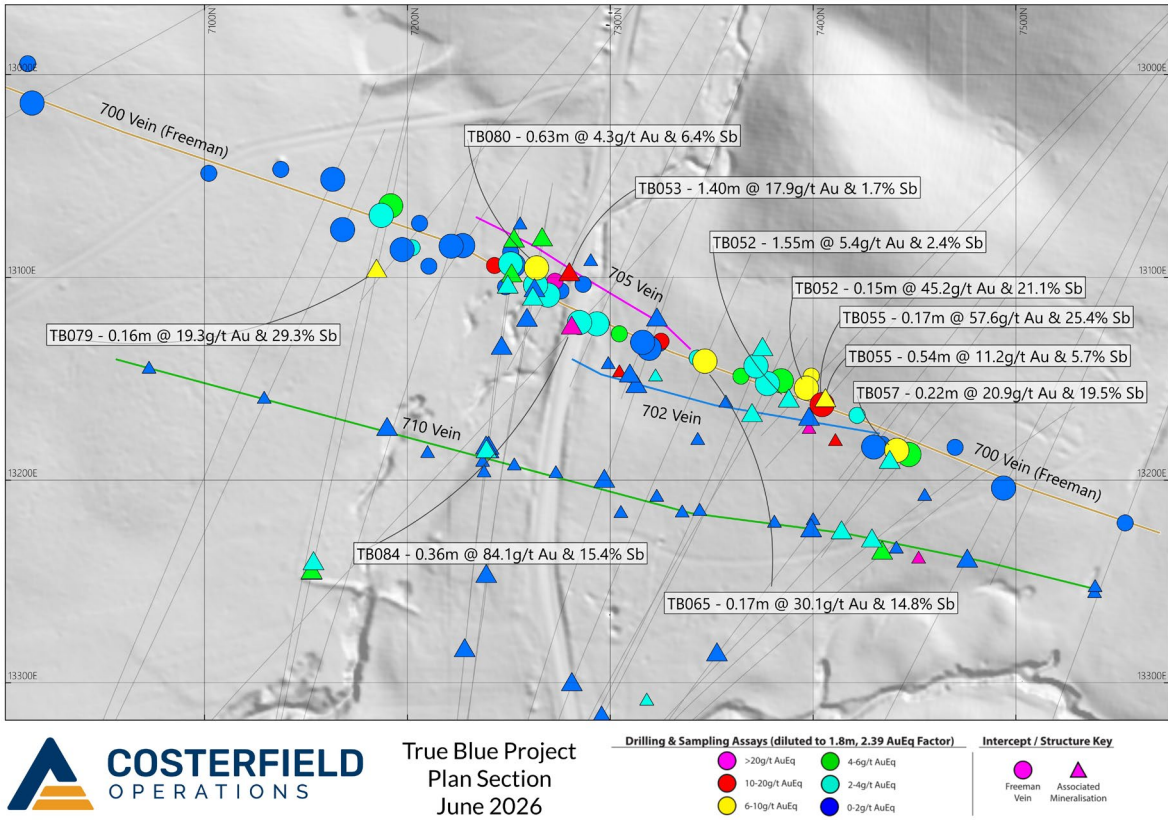 7100N
7200N
7300N
7400N
7500N
13000E
13000E
700 Vein (Freeman)
TB080 - 0.63m @ 4.3g/t Au & 6.4% Sb
TB053 - 1.40m @ 17.9g/t Au & 1.7% Sb
TB052 - 1.55m @ 5.4g/t Au & 2.4% Sb
13100E
13100E
705 Vein
TB052 - 0.15m @ 45.2g/t Au & 21.1% Sb
TB055 - 0.17m @ 57.6g/t Au & 25.4% Sb
TB079 - 0.16m @ 19.3g/t Au & 29.3% Sb
TB055 - 0.54m @ 11.2g/t Au & 5.7% Sb
TB057 - 0.22m @ 20.9g/t Au & 19.5% Sb
702 Vein
710 Vein
700 Vein (Freeman)
13200E
13200E
TB084 - 0.36m @ 84.1g/t Au & 15.4% Sb
TB065 - 0.17m @ 30.1g/t Au & 14.8% Sb
13300E
13300E
COSTERFIELD
OPERATIONS
True Blue Project
Plan Section
June 2026
Drilling & Sampling Assays (diluted to 1.8m, 2.39 AuEq Factor)
>20g/t AuEq
10-20g/t AuEq
6-10g/t AuEq
4-6g/t AuEq
2-4g/t AuEq
0-2g/t AuEq
Intercept / Structure Key
Freeman
Vein
Associated
Mineralisation